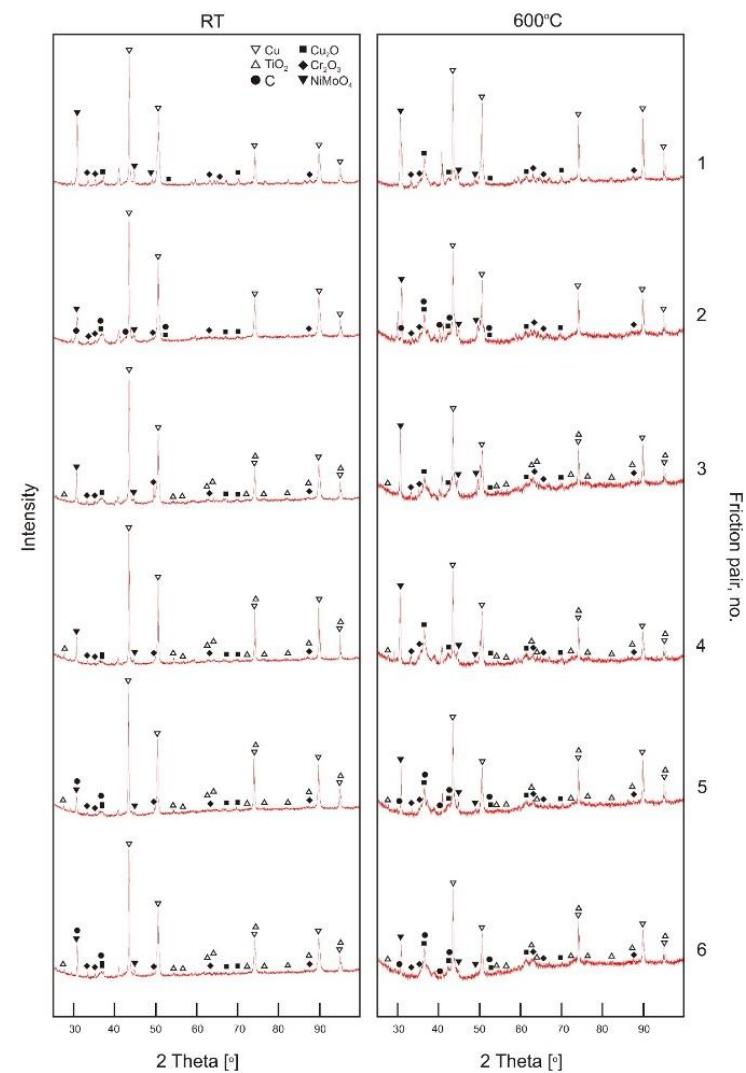 RT
600°C
Cu
Cu₂O
TiO₂
Cr₂O₃
C
NiMoO₄
1
2
3
4
5
6
Intensity
Friction pair, no.
30 40 50 60 70 80 90
30 40 50 60 70 80 90
2 Theta [°]
2 Theta [°]